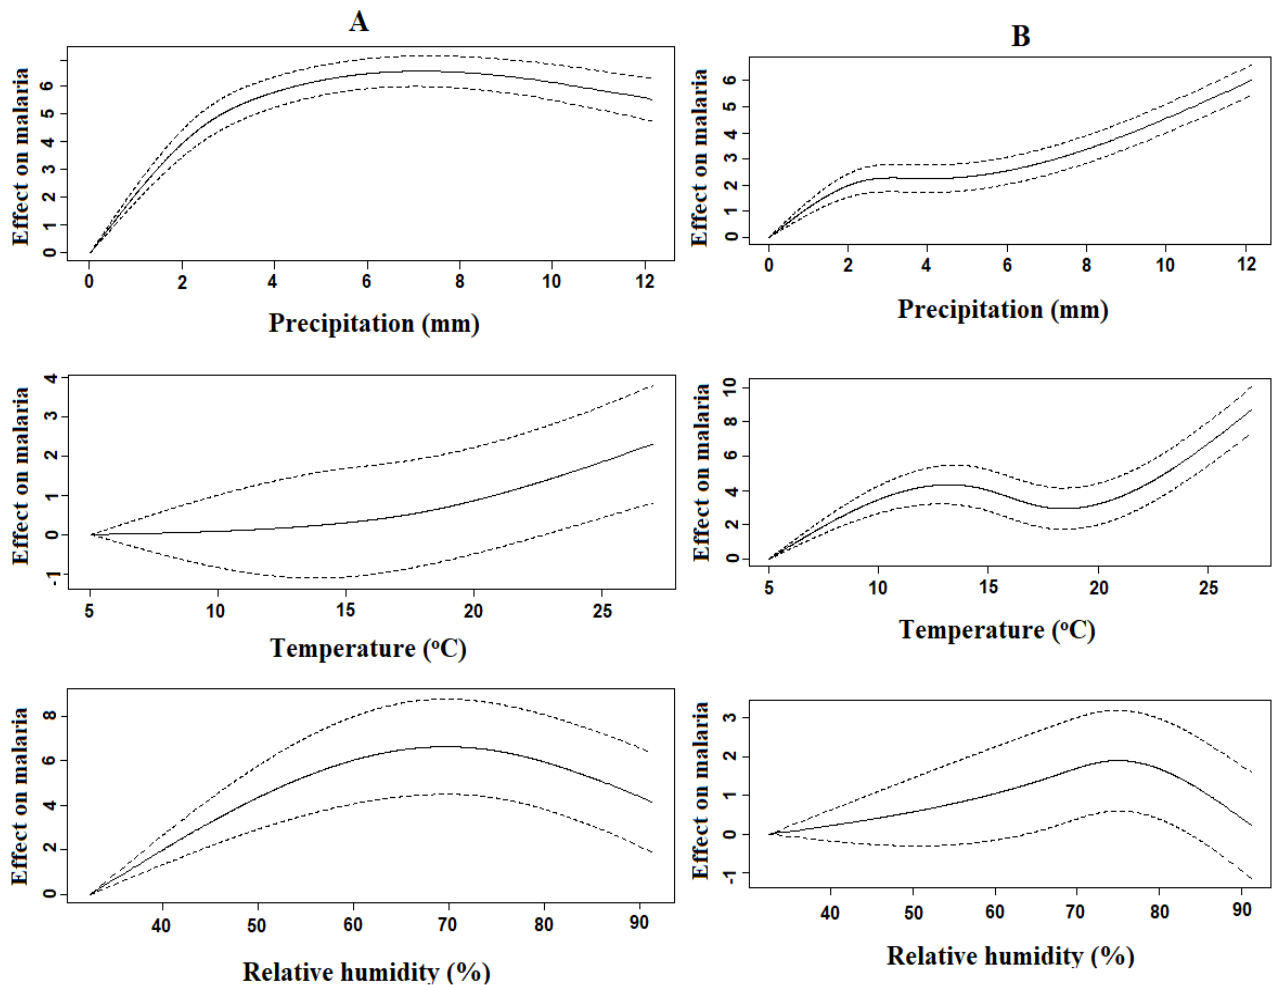 A
Effect on malaria
6
5
4
3
2
1
0
0 2 4 6 8 10 12
Precipitation (mm)
B
Effect on malaria
6
5
4
3
2
1
0
0 2 4 6 8 10 12
Precipitation (mm)
Effect on malaria
4
3
2
1
0
-1
5 10 15 20 25
Temperature (ºC)
Effect on malaria
10
8
6
4
2
0
5 10 15 20 25
Temperature (ºC)
Effect on malaria
8
6
4
2
0
40 50 60 70 80 90
Relative humidity (%)
Effect on malaria
3
2
1
0
-1
40 50 60 70 80 90
Relative humidity (%)